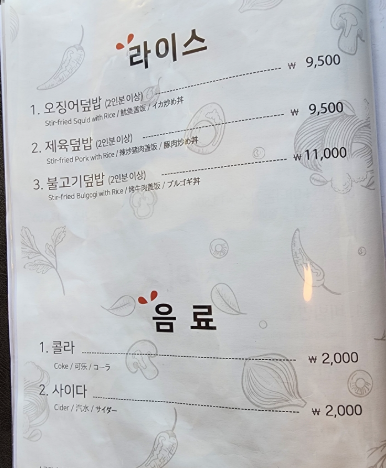 라이스
1. 오징어덮밥 (2인분이상) ₩ 9,500
Stir-fried Squid with Rice / 鱿鱼盖饭 / イカ炒め丼
2. 제육덮밥 (2인분이상) ₩ 9,500
Stir-fried Pork with Rice / 辣炒猪肉盖饭 / 豚肉炒め丼
3. 불고기덮밥 (2인분이상) ₩ 11,000
Stir-fried Bulgogi with Rice / 烤牛肉盖饭 / プルゴギ丼
음료
1. 콜라 ₩ 2,000
Coke / 可乐 / コーラ
2. 사이다 ₩ 2,000
Cider / 汽水 / サイダー